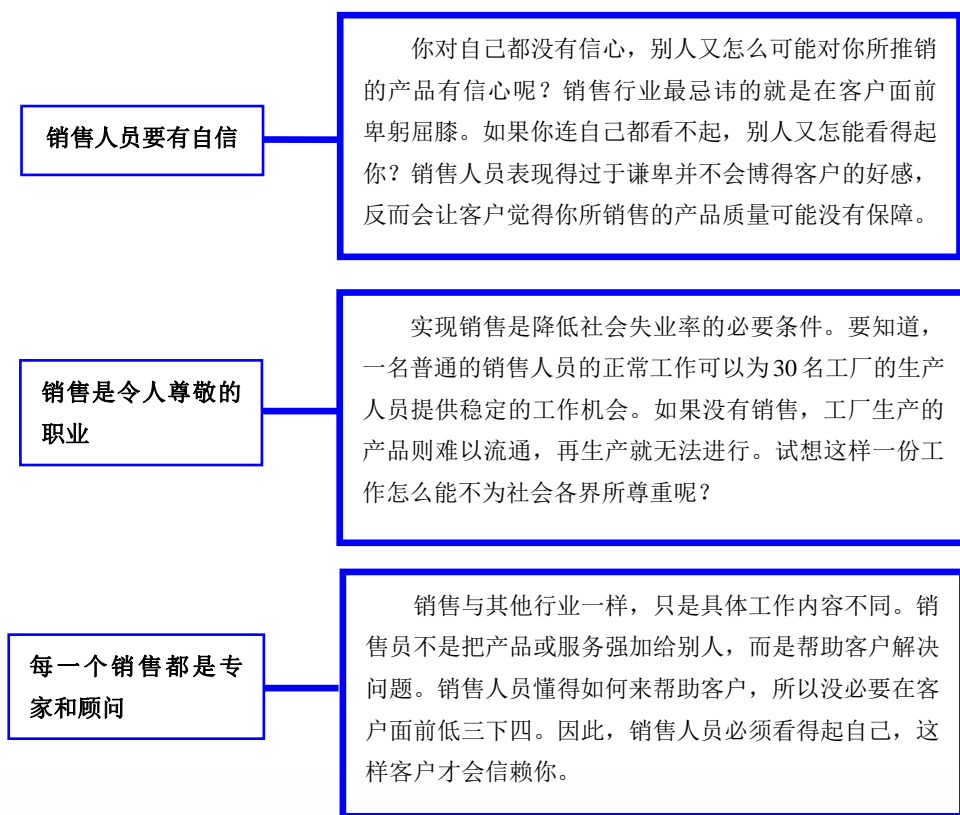 销售人员要有自信
你对自己都没有信心，别人又怎么可能对你所推销
的产品有信心呢？销售行业最忌讳的就是在客户面前
卑躬屈膝。如果你连自己都看不起，别人又怎能看得起
你？销售人员表现得过于谦卑并不会博得客户的好感，
反而会让客户觉得你所销售的产品质量可能没有保障。
销售是令人尊敬的
职业
实现销售是降低社会失业率的必要条件。要知道，
一名普通的销售人员的正常工作可以为30名工厂的生产
人员提供稳定的工作机会。如果没有销售，工厂生产的
产品则难以流通，再生产就无法进行。试想这样一份工
作怎么能不为社会各界所尊重呢？
每一个销售都是专
家和顾问
销售与其他行业一样，只是具体工作内容不同。销
售员不是把产品或服务强加给别人，而是帮助客户解决
问题。销售人员懂得如何来帮助客户，所以没必要在客
户面前低三下四。因此，销售人员必须看得起自己，这
样客户才会信赖你。